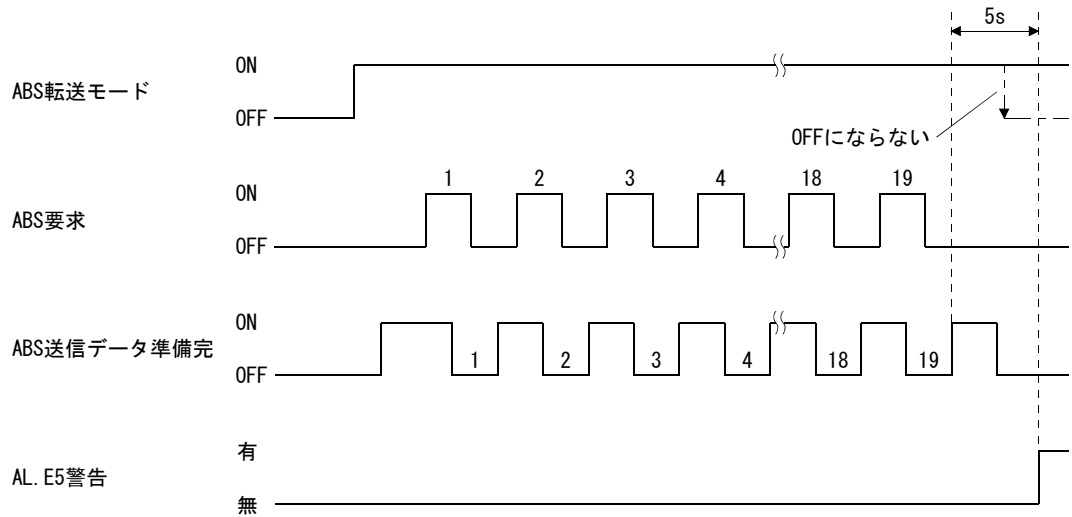 5s
ABS転送モード
ON
OFF
OFFにならない
ABS要求
ON
OFF
1 2 3 4 18 19
ABS送信データ準備完
ON
OFF
1 2 3 4 18 19
AL.E5警告
有
無